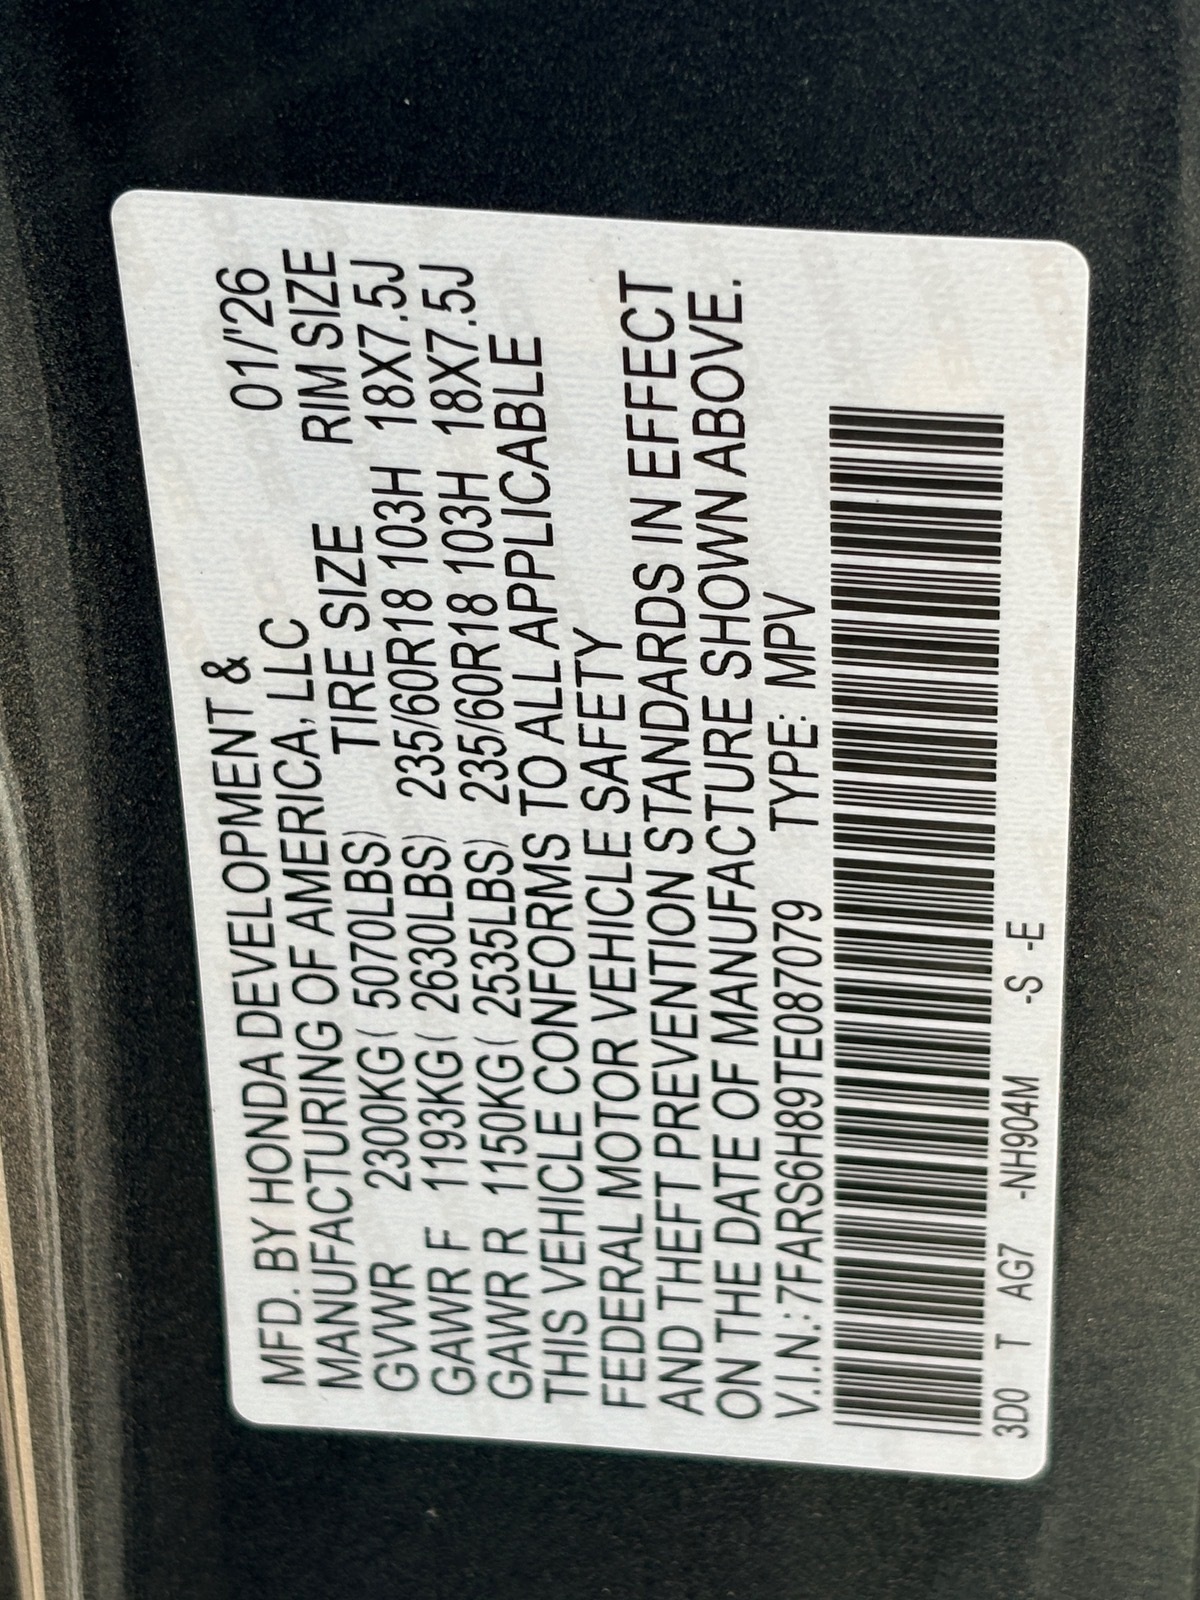 MFD. BY HONDA DEVELOPMENT & 01/'26
MANUFACTURING OF AMERICA, LLC RIM SIZE
TIRE SIZE
GVWR 2300KG ( 5070LBS)
GAWR F 1193KG ( 2630LBS) 235/60R18 103H 18X7.5J
GAWR R 1150KG ( 2535LBS) 235/60R18 103H 18X7.5J
THIS VEHICLE CONFORMS TO ALL APPLICABLE
FEDERAL MOTOR VEHICLE SAFETY
AND THEFT PREVENTION STANDARDS IN EFFECT
ON THE DATE OF MANUFACTURE SHOWN ABOVE.
V.I.N.: 7FARS6H89TE087079 TYPE: MPV
3D0 T AG7 -NH904M -S -E